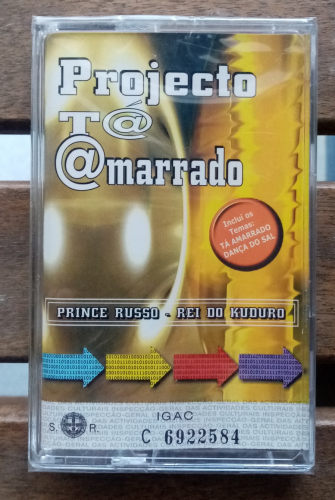 Projecto
T@
@marrado
Inclui os
Temas:
TÁ AMARRADO
DANÇA DO SAL
PRINCE RUSSO - REI DO KUDURO
IGAC
S. R.
C 6922584